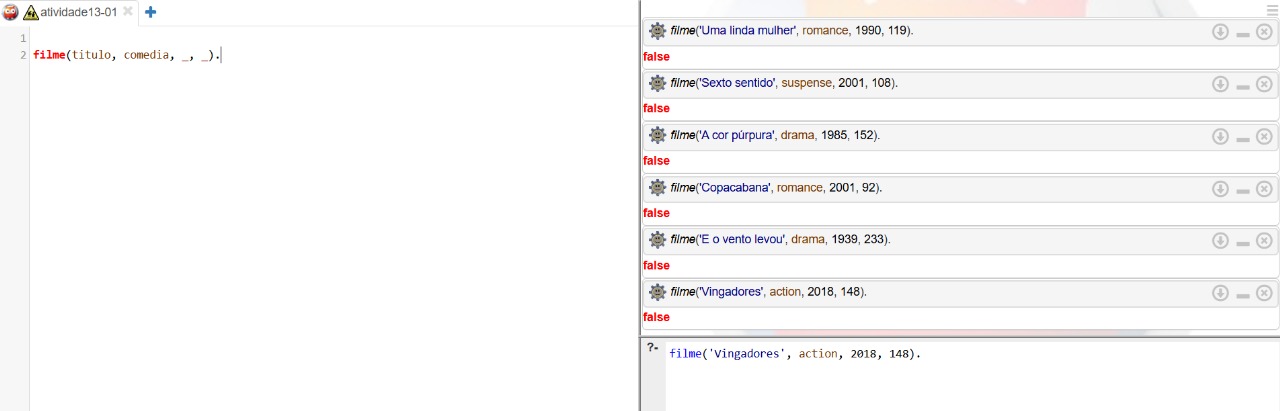 atividade13-01
1
2 filme(titulo, comedia, _, _).
filme('Uma linda mulher', romance, 1990, 119).
false
filme('Sexto sentido', suspense, 2001, 108).
false
filme('A cor púrpura', drama, 1985, 152).
false
filme('Copacabana', romance, 2001, 92).
false
filme('E o vento levou', drama, 1939, 233).
false
filme('Vingadores', action, 2018, 148).
false
?- filme('Vingadores', action, 2018, 148).